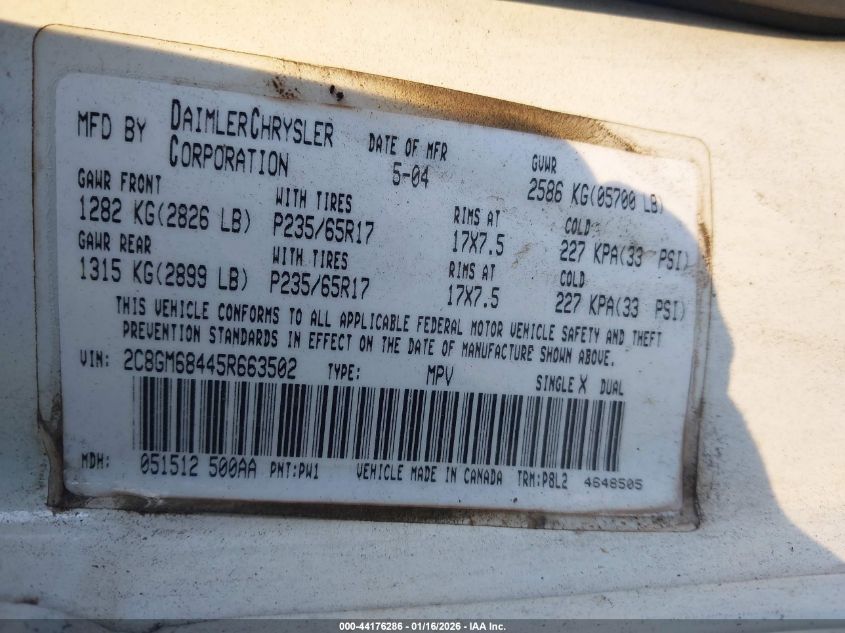 MFD BY DAIMLERCHRYSLER CORPORATION DATE OF MFR 5-04 GVWR 2586 KG(05700 LB)
GAWR FRONT WITH TIRES RIMS AT COLD
1282 KG(2826 LB) P235/65R17 17X7.5 227 KPA(33 PSI)
GAWR REAR WITH TIRES RIMS AT COLD
1315 KG(2899 LB) P235/65R17 17X7.5 227 KPA(33 PSI)
THIS VEHICLE CONFORMS TO ALL APPLICABLE FEDERAL MOTOR VEHICLE SAFETY AND THEFT
PREVENTION STANDARDS IN EFFECT ON THE DATE OF MANUFACTURE SHOWN ABOVE.
VIN: 2C8GM68445R663502 TYPE: MPV SINGLE X DUAL
MDH: 051512 500AA PNT:PW1 VEHICLE MADE IN CANADA TRM:P8L2 4648505
000-44176286 - 01/16/2026 - IAA Inc.